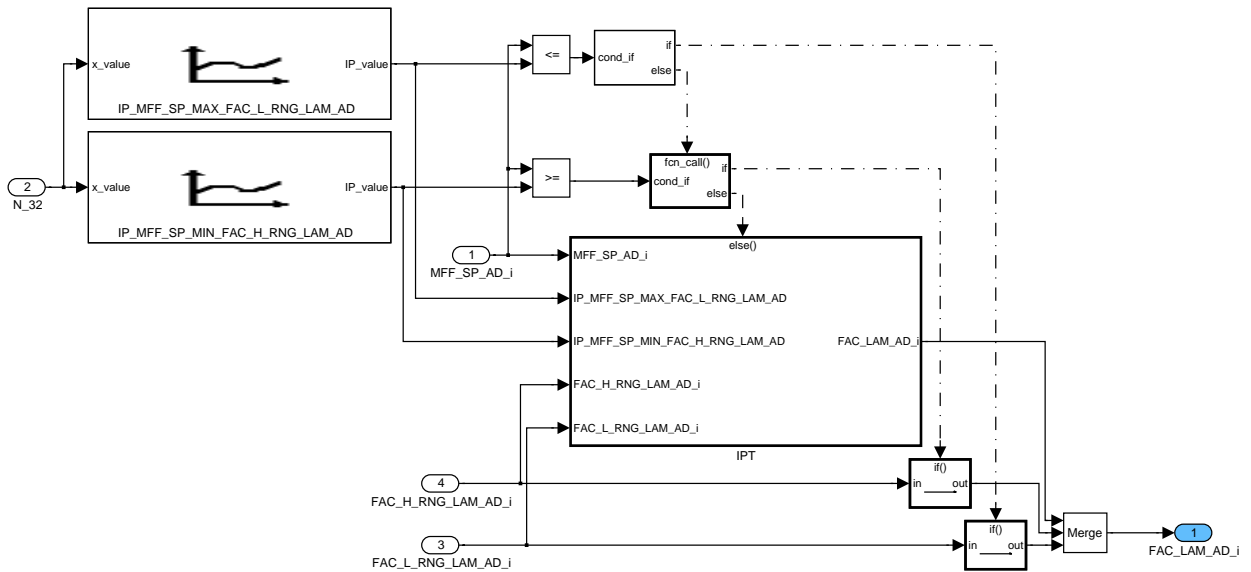 x_value
IP_value
IP_MFF_SP_MAX_FAC_L_RNG_LAM_AD
<=
cond_if
if
else
2
N_32
x_value
IP_value
IP_MFF_SP_MIN_FAC_H_RNG_LAM_AD
>=
fcn_call()
cond_if
if
else
1
MFF_SP_AD_i
else()
MFF_SP_AD_i
IP_MFF_SP_MAX_FAC_L_RNG_LAM_AD
IP_MFF_SP_MIN_FAC_H_RNG_LAM_AD
FAC_LAM_AD_i
FAC_H_RNG_LAM_AD_i
FAC_L_RNG_LAM_AD_i
IPT
4
FAC_H_RNG_LAM_AD_i
if()
in
out
3
FAC_L_RNG_LAM_AD_i
if()
in
out
Merge
1
FAC_LAM_AD_i